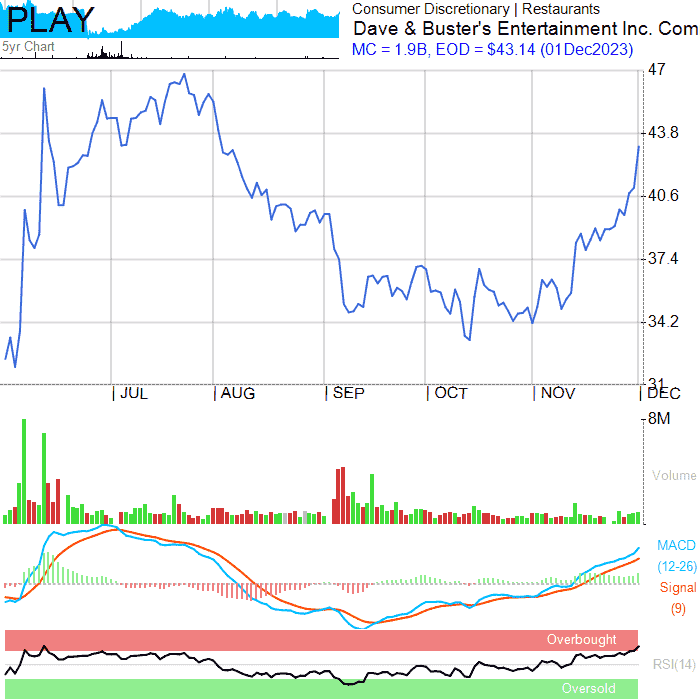 PLAY
5yr Chart
Consumer Discretionary | Restaurants
Dave & Buster's Entertainment Inc. Com
MC = 1.9B, EOD = $43.14 (01Dec2023)
47
43.8
40.6
37.4
34.2
31
JUL AUG SEP OCT NOV DEC
8M
Volume
MACD
(12-26)
Signal
(9)
Overbought
RSI(14)
Oversold